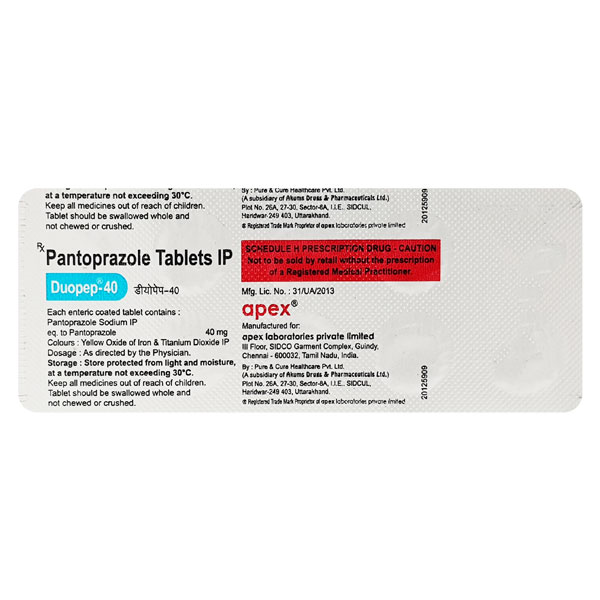 at a temperature not exceeding 30°C.
Keep all medicines out of reach of children.
Tablet should be swallowed whole and
not chewed or crushed.
By : Pure & Cure Healthcare Pvt. Ltd.
(A subsidiary of Akums Drugs & Pharmaceuticals Ltd.)
Plot No. 26A, 27-30, Sector-8A, I.I.E., SIDCUL,
Haridwar-249 403, Uttarakhand.
® Registered Trade Mark Proprietor of apex laboratories private limited
20125909
Rx
Pantoprazole Tablets IP
Duopep®-40 डीयोपेप-40
Each enteric coated tablet contains :
Pantoprazole Sodium IP
eq. to Pantoprazole 40 mg
Colours : Yellow Oxide of Iron & Titanium Dioxide IP
Dosage : As directed by the Physician.
Storage : Store protected from light and moisture,
at a temperature not exceeding 30°C.
Keep all medicines out of reach of children.
Tablet should be swallowed whole and
not chewed or crushed.
SCHEDULE H PRESCRIPTION DRUG - CAUTION
Not to be sold by retail without the prescription
of a Registered Medical Practitioner.
Mfg. Lic. No. : 31/UA/2013
apex®
Manufactured for:
apex laboratories private limited
III Floor, SIDCO Garment Complex, Guindy,
Chennai - 600032, Tamil Nadu, India.
By : Pure & Cure Healthcare Pvt. Ltd.
(A subsidiary of Akums Drugs & Pharmaceuticals Ltd.)
Plot No. 26A, 27-30, Sector-8A, I.I.E., SIDCUL,
Haridwar-249 403, Uttarakhand.
® Registered Trade Mark Proprietor of apex laboratories private limited
20125909